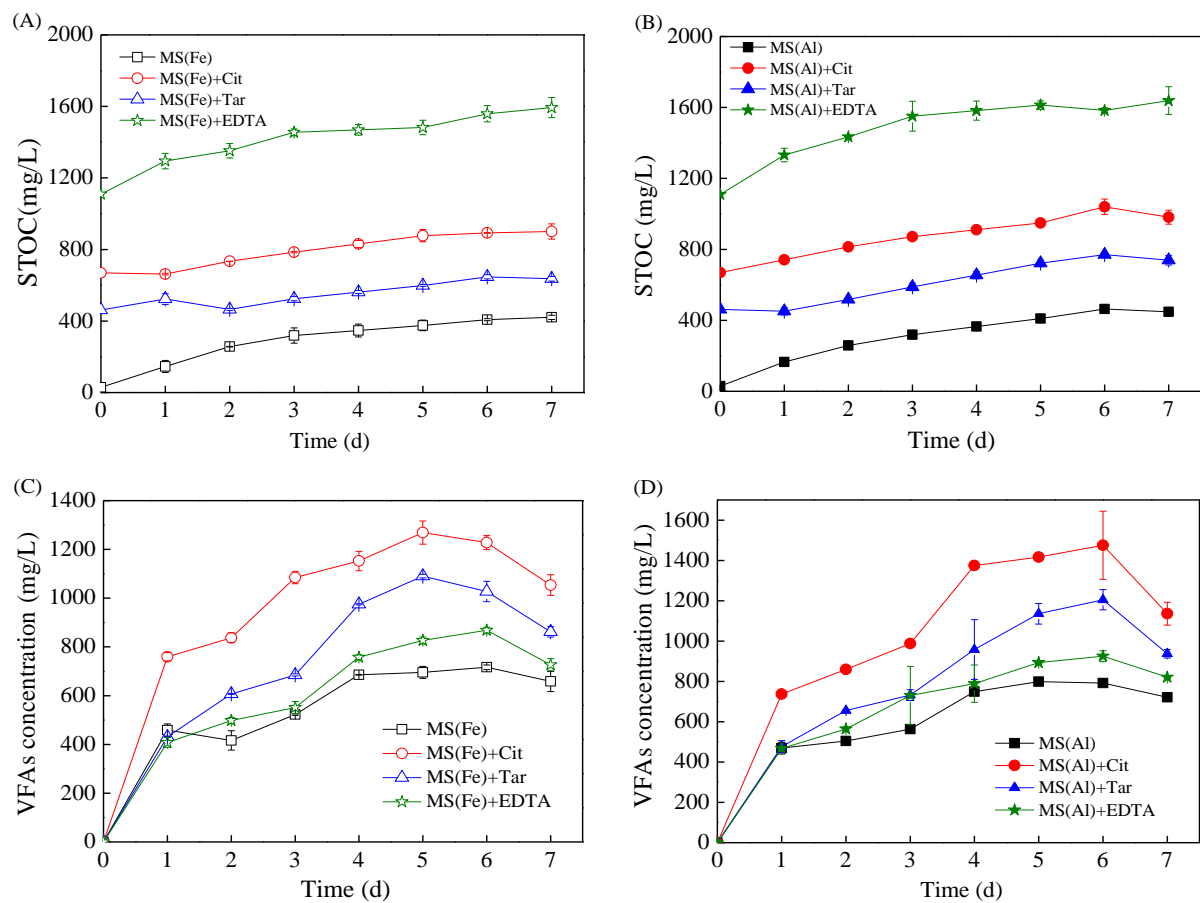 (A)
STOC(mg/L)
2000
1600
1200
800
400
0
MS(Fe)
MS(Fe)+Cit
MS(Fe)+Tar
MS(Fe)+EDTA
0 1 2 3 4 5 6 7
Time (d)
(B)
STOC (mg/L)
2000
1600
1200
800
400
0
MS(Al)
MS(Al)+Cit
MS(Al)+Tar
MS(Al)+EDTA
0 1 2 3 4 5 6 7
Time (d)
(C)
VFAs concentration (mg/L)
1400
1200
1000
800
600
400
200
0
MS(Fe)
MS(Fe)+Cit
MS(Fe)+Tar
MS(Fe)+EDTA
0 1 2 3 4 5 6 7
Time (d)
(D)
VFAs concentration (mg/L)
1600
1400
1200
1000
800
600
400
200
0
MS(Al)
MS(Al)+Cit
MS(Al)+Tar
MS(Al)+EDTA
0 1 2 3 4 5 6 7
Time (d)